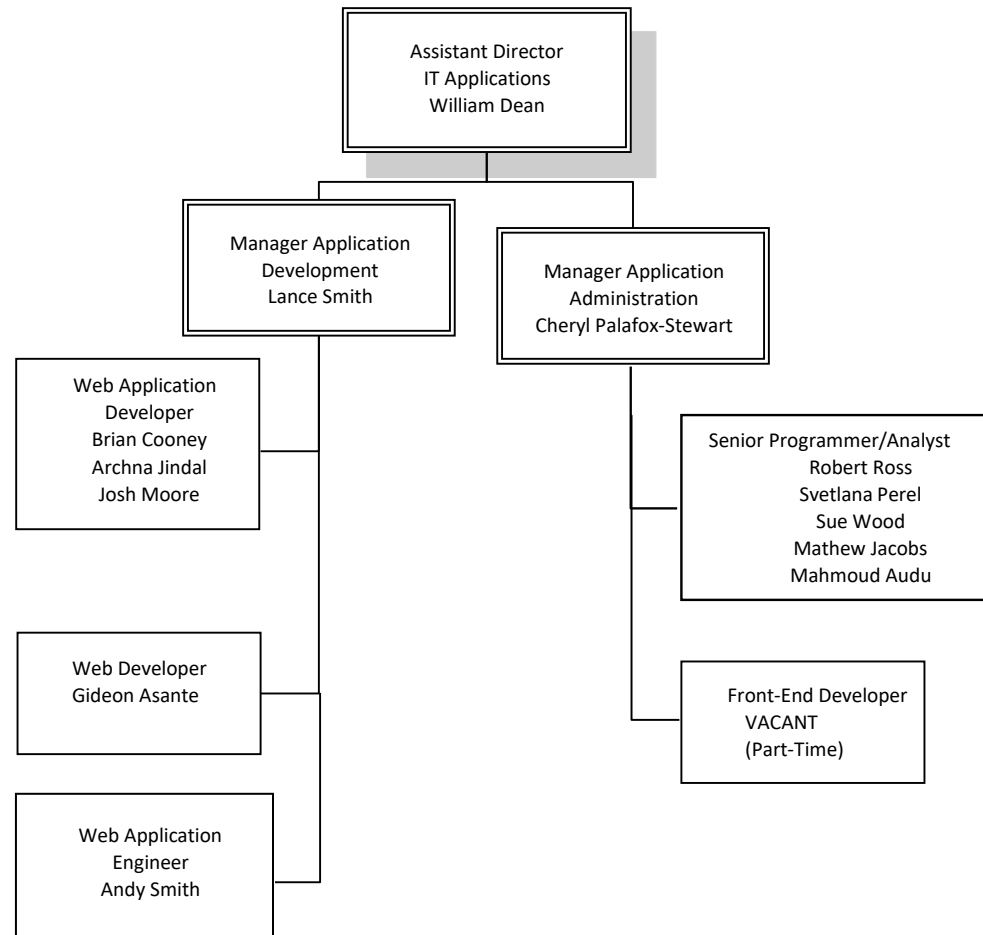 Assistant Director
IT Applications
William Dean
Manager Application
Development
Lance Smith
Manager Application
Administration
Cheryl Palafox-Stewart
Web Application
Developer
Brian Cooney
Archna Jindal
Josh Moore
Senior Programmer/Analyst
Robert Ross
Svetlana Perel
Sue Wood
Mathew Jacobs
Mahmoud Audu
Web Developer
Gideon Asante
Front-End Developer
VACANT
(Part-Time)
Web Application
Engineer
Andy Smith